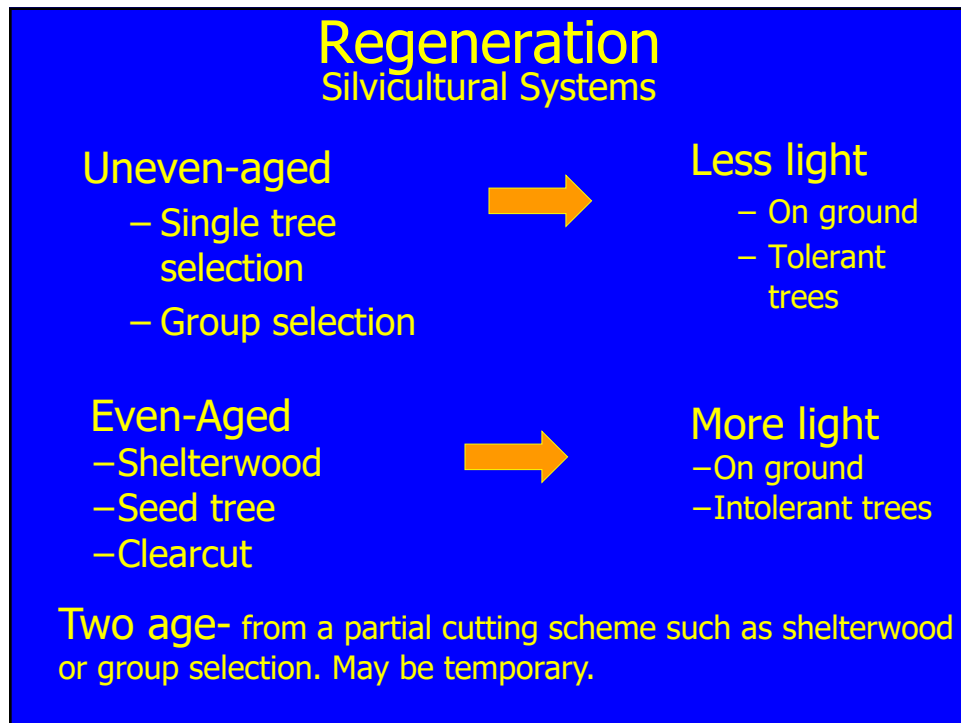 Regeneration
Silvicultural Systems
Uneven-aged
– Single tree
selection
– Group selection
Less light
– On ground
– Tolerant
trees
Even-Aged
–Shelterwood
–Seed tree
–Clearcut
More light
–On ground
–Intolerant trees
Two age- from a partial cutting scheme such as shelterwood
or group selection. May be temporary.